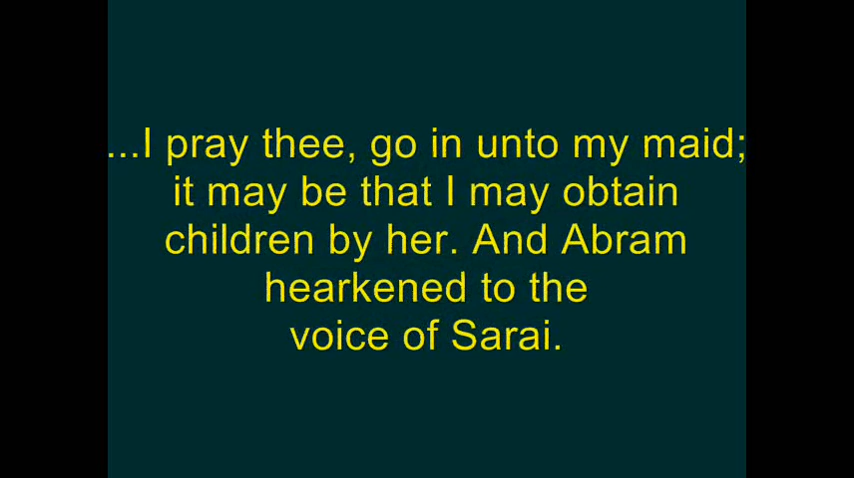 ...I pray thee, go in unto my maid;
it may be that I may obtain
children by her. And Abram
hearkened to the
voice of Sarai.